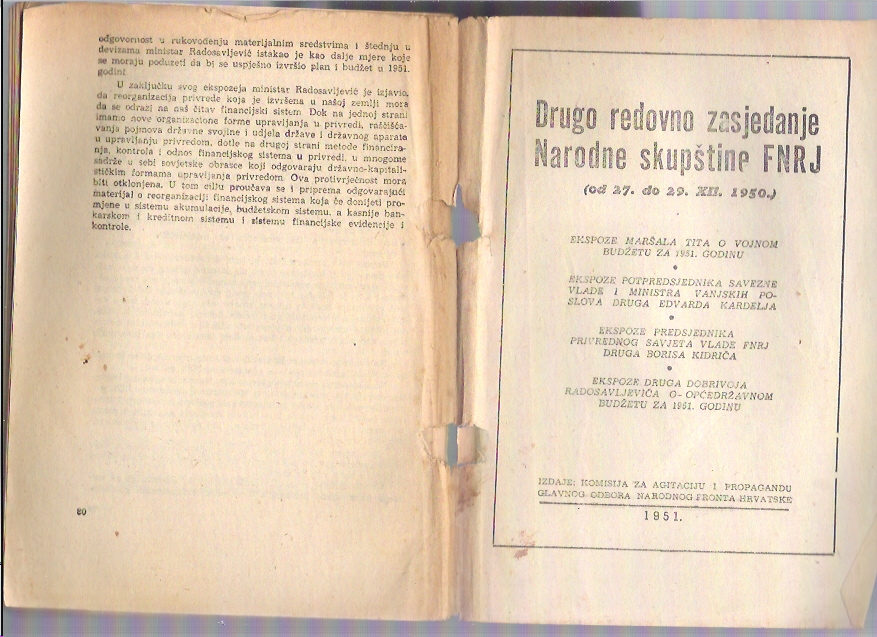 odgovornost u rukovođenju materijalnim sredstvima i štednju u
devizama ministar Radosavljević istakao je kao dalje mjere koje
se moraju poduzeti da bi se uspješno izvršio plan i budžet u 1951.
godini
U zaključku svog ekspozeja ministar Radosavljević je izjavio,
da reorganizacija privrede koja je izvršena u našoj zemlji mora
da se odrazi na naš čitav financijski sistem Dok na jednoj strani
imamo nove organizacione forme upravljanja u privredi, raščišća-
vanja pojmova državne svojine i udjela države i državnog aparata
u upravljanju privredom, dotle na drugoj strani metode financira-
nja, kontrola i odnos financijskog sistema u privredi, u mnogome
sadrže u sebi sovjetske obrasce koji odgovaraju državno-kapitali-
stičkim formama upravljanja privredom. Ova protivrječnost mora
biti otklonjena. U tom cilju proučava se i priprema odgovarajući
materijal o reorganizaciji financijskog sistema koja će donijeti pro-
mjene u sistemu akumulacije, budžetskom sistemu, a kasnije ban-
karskom i kreditnom sistemu i sistemu financijske evidencije i
kontrole.
80
Drugo redovno zasjedanje
Narodne skupštine FNRJ
(od 27. do 29. XII. 1950.)
EKSPOZE MARŠALA TITA O VOJNOM
BUDŽETU ZA 1951. GODINU
EKSPOZE POTPREDSJEDNIKA SAVEZNE
VLADE I MINISTRA VANJSKIH PO-
SLOVA DRUGA EDVARDA KARDELJA
EKSPOZE PREDSJEDNIKA
PRIVREDNOG SAVJETA VLADE FNRJ
DRUGA BORISA KIDRIČA
EKSPOZE DRUGA DOBRIVOJA
RADOSAVLJEVIĆA O OPĆEDRŽAVNOM
BUDŽETU ZA 1951. GODINU
IZDAJE: KOMISIJA ZA AGITACIJU I PROPAGANDU
GLAVNOG ODBORA NARODNOG FRONTA HRVATSKE
1951.